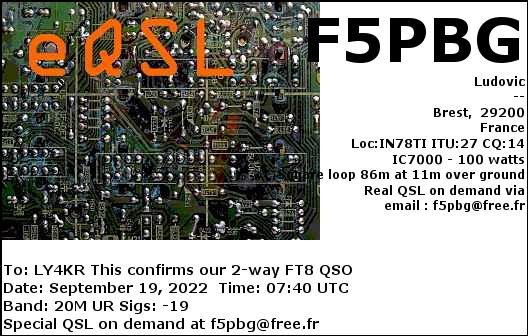 eQSL
F5PBG
Ludovic
--
Brest, 29200
France
Loc:IN78TI ITU:27 CQ:14
IC7000 - 100 watts
loop 86m at 11m over ground
Real QSL on demand via
email : f5pbg@free.fr
To: LY4KR This confirms our 2-way FT8 QSO
Date: September 19, 2022 Time: 07:40 UTC
Band: 20M UR Sigs: -19
Special QSL on demand at f5pbg@free.fr